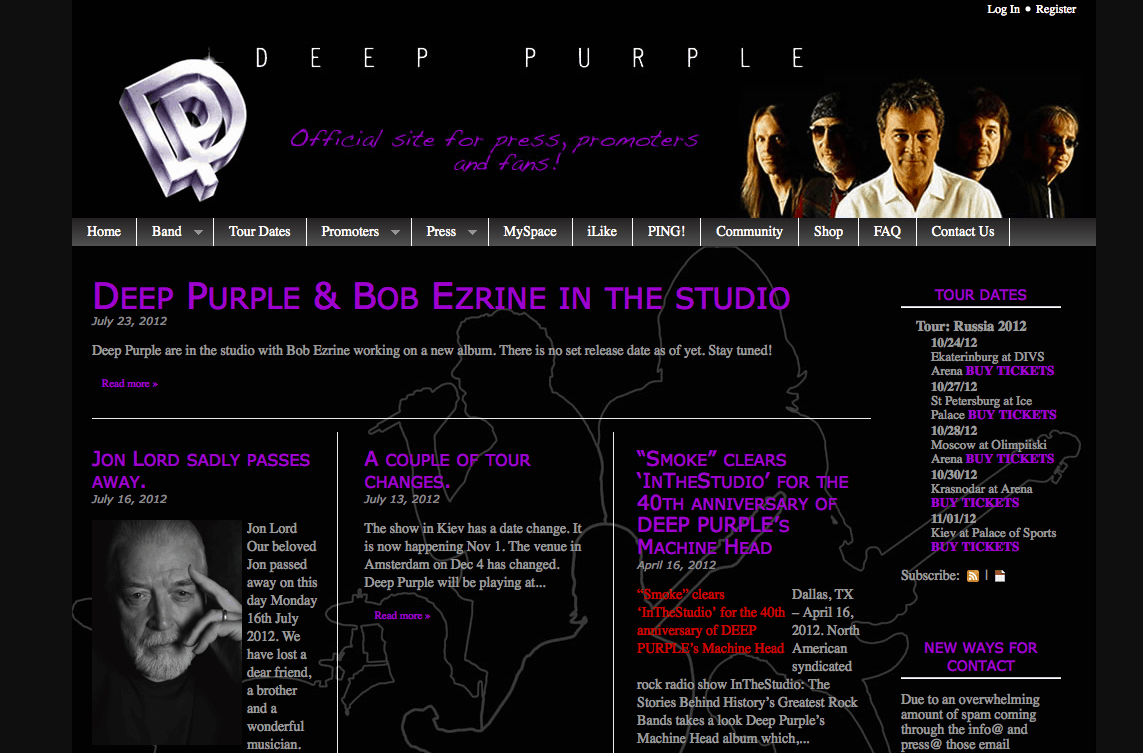 Log In • Register
DEEP PURPLE
Official site for press, promoters
and fans!
Home Band Tour Dates Promoters Press MySpace iLike PING! Community Shop FAQ Contact Us
Deep Purple & Bob Ezrine in the studio
July 23, 2012
Deep Purple are in the studio with Bob Ezrine working on a new album. There is no set release date as of yet. Stay tuned!
Read more »
Jon Lord sadly passes
away.
July 16, 2012
Jon Lord
Our beloved
Jon passed
away on this
day Monday
16th July
2012. We
have lost a
dear friend,
a brother
and a
wonderful
musician.
A couple of tour
changes.
July 13, 2012
The show in Kiev has a date change. It
is now happening Nov 1. The venue in
Amsterdam on Dec 4 has changed.
Deep Purple will be playing at...
Read more »
“Smoke” clears
‘InTheStudio’ for the
40th anniversary of
DEEP PURPLE’s
Machine Head
April 16, 2012
“Smoke” clears
‘InTheStudio’ for the 40th
anniversary of DEEP
PURPLE’s Machine Head
Dallas, TX
– April 16,
2012. North
American
syndicated
rock radio show InTheStudio: The
Stories Behind History’s Greatest Rock
Bands takes a look Deep Purple’s
Machine Head album which,...
TOUR DATES
Tour: Russia 2012
10/24/12
Ekaterinburg at DIVS
Arena BUY TICKETS
10/27/12
St Petersburg at Ice
Palace BUY TICKETS
10/28/12
Moscow at Olimpiiski
Arena BUY TICKETS
10/30/12
Krasnodar at Arena
BUY TICKETS
11/01/12
Kiev at Palace of Sports
BUY TICKETS
Subscribe: |
NEW WAYS FOR
CONTACT
Due to an overwhelming
amount of spam coming
through the info@ and
press@ those email